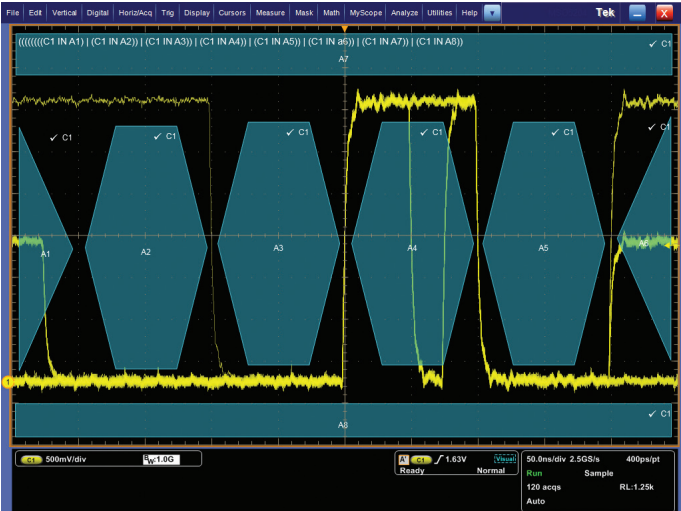 File Edit Vertical Digital Horiz/Acq Trig Display Cursors Measure Mask Math MyScope Analyze Utilities Help Tek X
((((((((C1 IN A1) | (C1 IN A2)) | (C1 IN A3)) | (C1 IN A4)) | (C1 IN A5)) | (C1 IN a6)) | (C1 IN A7)) | (C1 IN A8))
✓ C1
A7
✓ C1 ✓ C1 ✓ C1 ✓ C1 ✓ C1 ✓ C1
A1 A2 A3 A4 A5 A6
1
✓ C1
A8
C1 500mV/div BW:1.0G
A' C1 1.63V Visual
Ready Normal
50.0ns/div 2.5GS/s 400ps/pt
Run Sample
120 acqs RL:1.25k
Auto